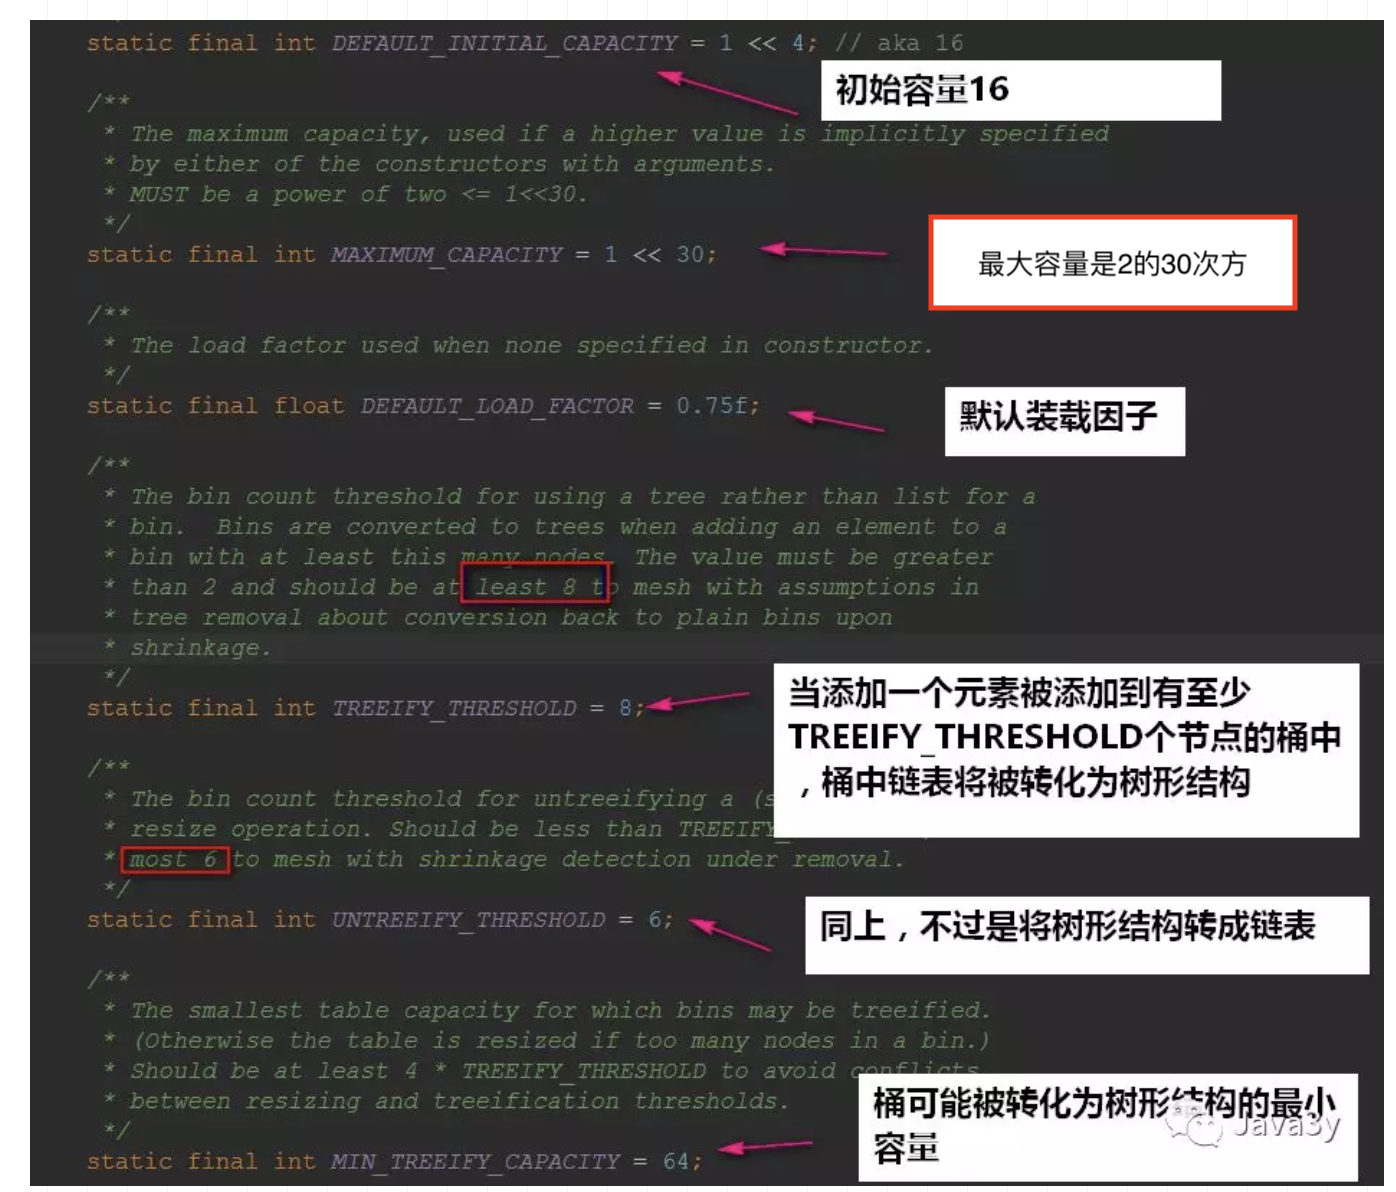 static final int DEFAULT_INITIAL_CAPACITY = 1 << 4; // aka 16
初始容量16
/**
* The maximum capacity, used if a higher value is implicitly specified
* by either of the constructors with arguments.
* MUST be a power of two <= 1<<30.
*/
static final int MAXIMUM_CAPACITY = 1 << 30;
最大容量是2的30次方
/**
* The load factor used when none specified in constructor.
*/
static final float DEFAULT_LOAD_FACTOR = 0.75f;
默认装载因子
/**
* The bin count threshold for using a tree rather than list for a
* bin.  Bins are converted to trees when adding an element to a
* bin with at least this many nodes. The value must be greater
* than 2 and should be at least 8 to mesh with assumptions in
* tree removal about conversion back to plain bins upon
* shrinkage.
*/
static final int TREEIFY_THRESHOLD = 8;
当添加一个元素被添加到有至少
TREEIFY_THRESHOLD个节点的桶中
，桶中链表将被转化为树形结构
/**
* The bin count threshold for untreeifying a (s
* resize operation. Should be less than TREEIFY_
* most 6 to mesh with shrinkage detection under removal.
*/
static final int UNTREEIFY_THRESHOLD = 6;
同上，不过是将树形结构转成链表
/**
* The smallest table capacity for which bins may be treeified.
* (Otherwise the table is resized if too many nodes in a bin.)
* Should be at least 4 * TREEIFY_THRESHOLD to avoid conflicts
* between resizing and treeification thresholds.
*/
static final int MIN_TREEIFY_CAPACITY = 64;
桶可能被转化为树形结构的最小
容量
Java3y